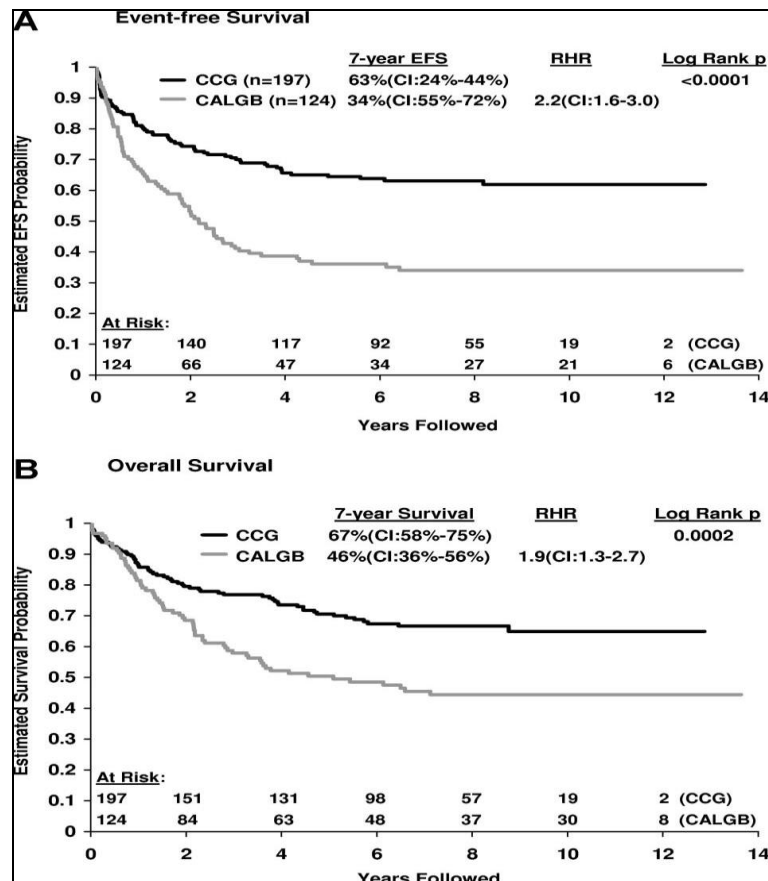 A Event-free Survival
7-year EFS RHR Log Rank p
CCG (n=197) 63%(CI:24%-44%) <0.0001
CALGB (n=124) 34%(CI:55%-72%) 2.2(CI:1.6-3.0)
1
0.9
0.8
0.7
0.6
0.5
0.4
0.3
0.2
0.1
0
Estimated EFS Probability
At Risk:
197 140 117 92 55 19 2 (CCG)
124 66 47 34 27 21 6 (CALGB)
0 2 4 6 8 10 12 14
Years Followed
B Overall Survival
7-year Survival RHR Log Rank p
CCG 67%(CI:58%-75%) 0.0002
CALGB 46%(CI:36%-56%) 1.9(CI:1.3-2.7)
1
0.9
0.8
0.7
0.6
0.5
0.4
0.3
0.2
0.1
0
Estimated Survival Probability
At Risk:
197 151 131 98 57 19 2 (CCG)
124 84 63 48 37 30 8 (CALGB)
0 2 4 6 8 10 12 14
Years Followed